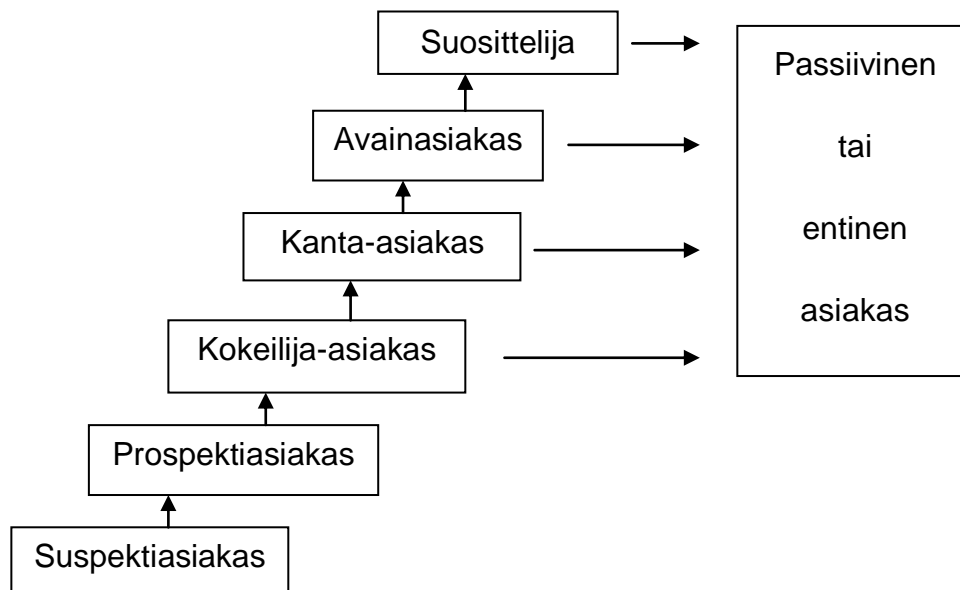 Suosittelija
Avainasiakas
Kanta-asiakas
Kokeilija-asiakas
Prospektiasiakas
Suspektiasiakas
Passiivinen
tai
entinen
asiakas